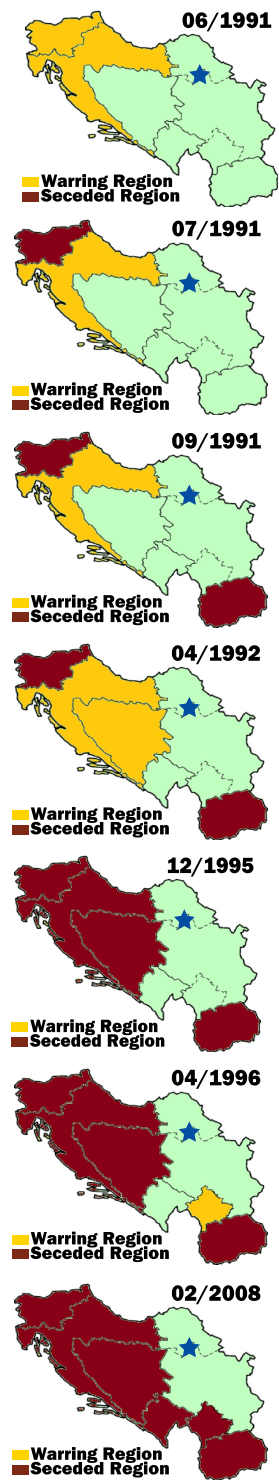 06/1991
Warring Region
Seceded Region
07/1991
Warring Region
Seceded Region
09/1991
Warring Region
Seceded Region
04/1992
Warring Region
Seceded Region
12/1995
Warring Region
Seceded Region
04/1996
Warring Region
Seceded Region
02/2008
Warring Region
Seceded Region